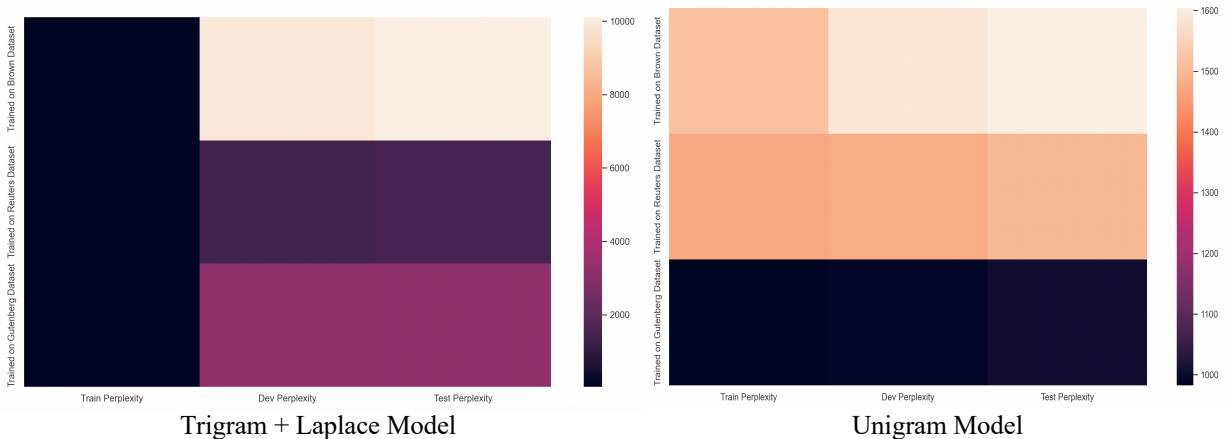 Trained on Brown Dataset
Trained on Reuters Dataset
Trained on Gutenberg Dataset
10000
8000
6000
4000
2000
Train Perplexity Dev Perplexity Test Perplexity
Trigram + Laplace Model
Trained on Brown Dataset
Trained on Reuters Dataset
Trained on Gutenberg Dataset
1600
1500
1400
1300
1200
1100
1000
Train Perplexity Dev Perplexity Test Perplexity
Unigram Model